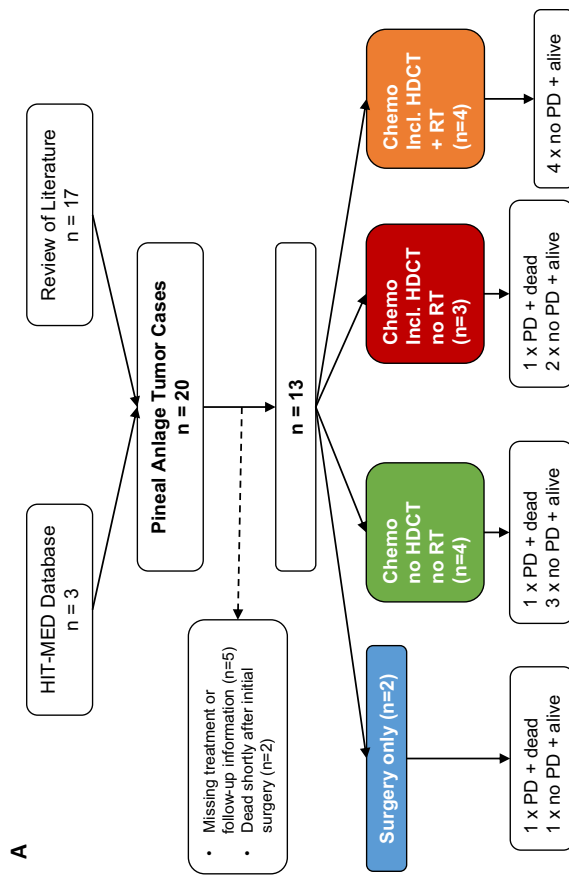 A
HIT-MED Database
n = 3
Review of Literature
n = 17
Pineal Anlage Tumor Cases
n = 20
• Missing treatment or
follow-up information (n=5)
• Dead shortly after initial
surgery (n=2)
n = 13
Surgery only (n=2)
Chemo
no HDCT
no RT
(n=4)
Chemo
Incl. HDCT
no RT
(n=3)
Chemo
Incl. HDCT
+ RT
(n=4)
1 x PD + dead
1 x no PD + alive
1 x PD + dead
3 x no PD + alive
1 x PD + dead
2 x no PD + alive
4 x no PD + alive